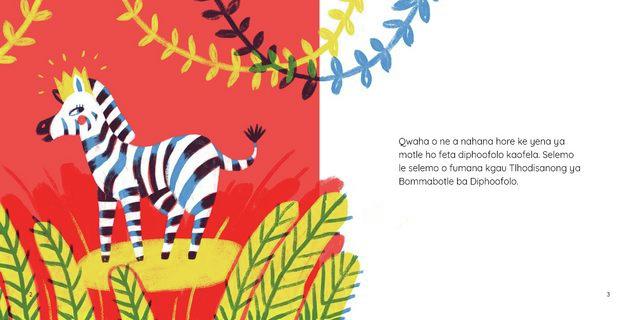 Qwaha o ne a nahana hore ke yena ya
motle ho feta diphoofolo kaofela. Selemo
le selemo o fumana kgau Tlhodisanong ya
Bommabotle ba Diphoofolo.
2
3